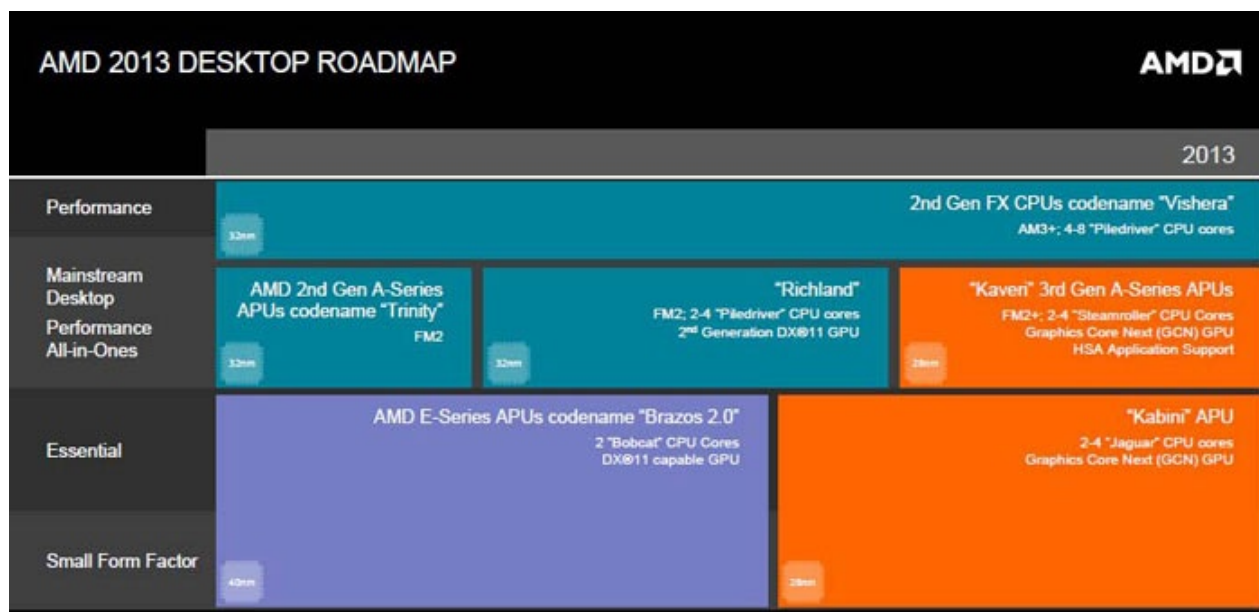 AMD 2013 DESKTOP ROADMAP
AMD
2013
Performance
2nd Gen FX CPUs codename "Vishera"
AM3+; 4-8 "Piledriver" CPU cores
32nm
Mainstream
Desktop
Performance
All-in-Ones
AMD 2nd Gen A-Series
APUs codename "Trinity"
FM2
32nm
"Richland"
FM2; 2-4 "Piledriver" CPU cores
2nd Generation DX®11 GPU
32nm
"Kaveri" 3rd Gen A-Series APUs
FM2+; 2-4 "Steamroller" CPU Cores
Graphics Core Next (GCN) GPU
HSA Application Support
28nm
Essential
Small Form Factor
AMD E-Series APUs codename "Brazos 2.0"
2 "Bobcat" CPU Cores
DX®11 capable GPU
40nm
"Kabini" APU
2-4 "Jaguar" CPU cores
Graphics Core Next (GCN) GPU
28nm